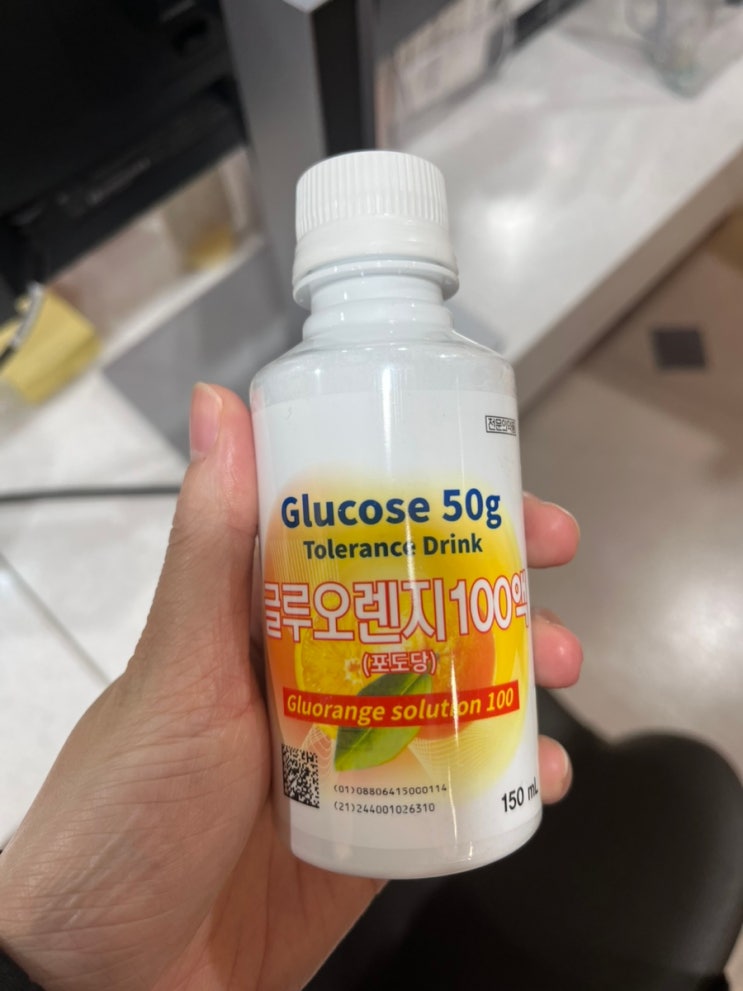 전문의약품
Glucose 50g
Tolerance Drink
글루오렌지100액
(포도당)
Gluorange solution 100
(01)08806415000114
(21)244001026310
150 mL